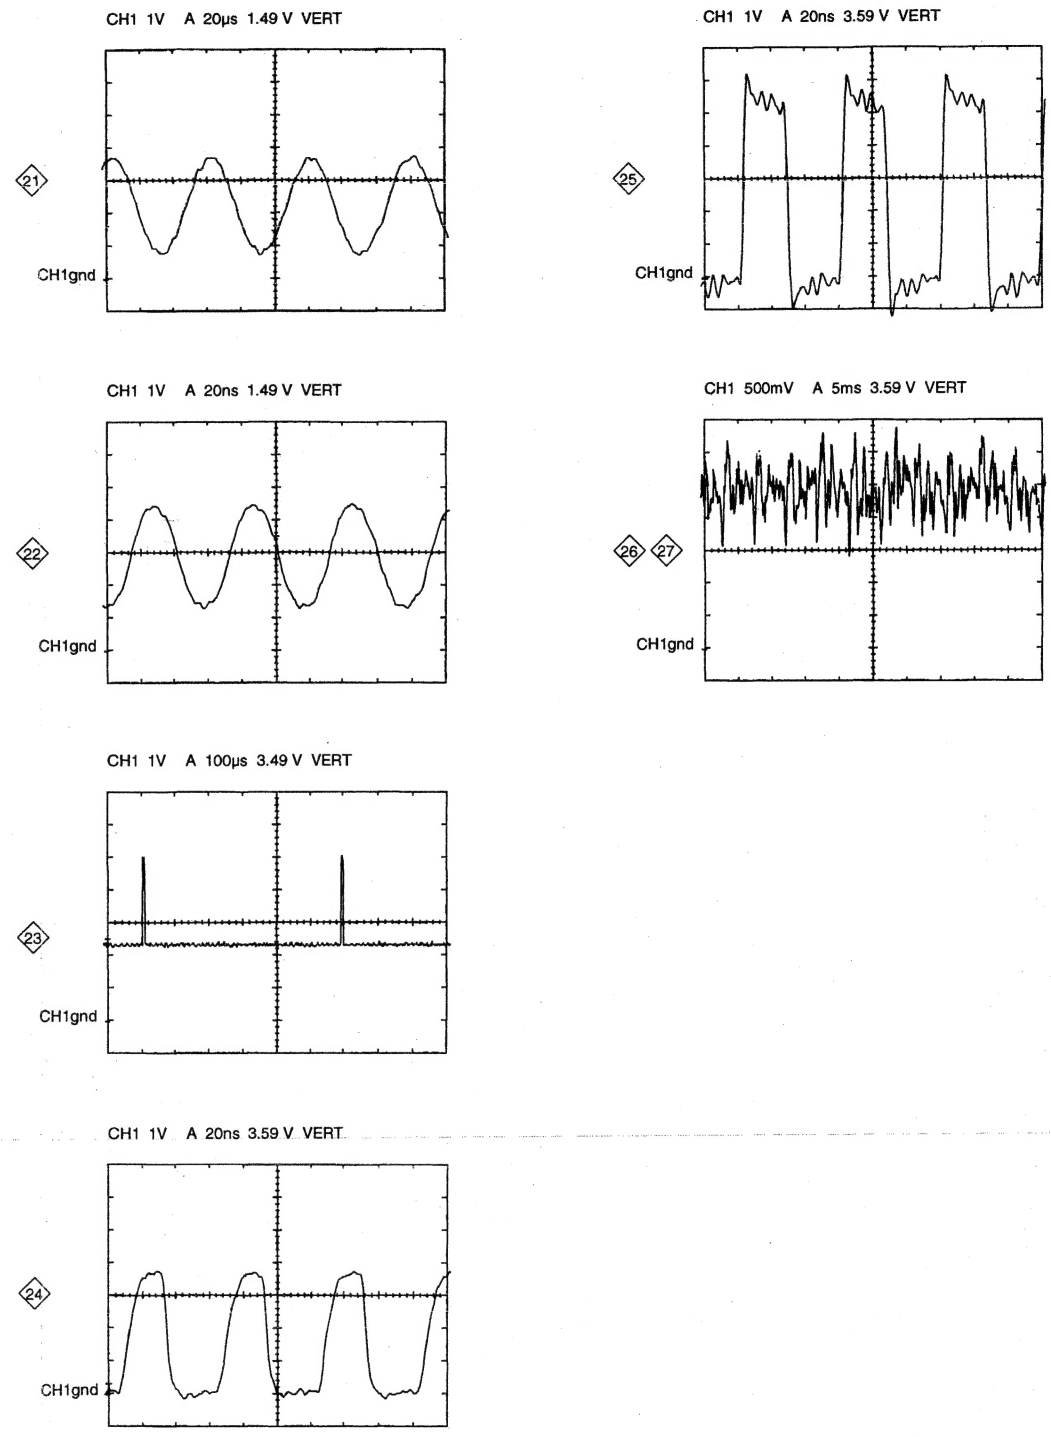 CH1 1V A 20µs 1.49 V VERT
21
CH1gnd
CH1 1V A 20ns 1.49 V VERT
22
CH1gnd
CH1 1V A 100µs 3.49 V VERT
23
CH1gnd
CH1 1V A 20ns 3.59 V VERT
24
CH1gnd
CH1 1V A 20ns 3.59 V VERT
25
CH1gnd
CH1 500mV A 5ms 3.59 V VERT
26 27
CH1gnd